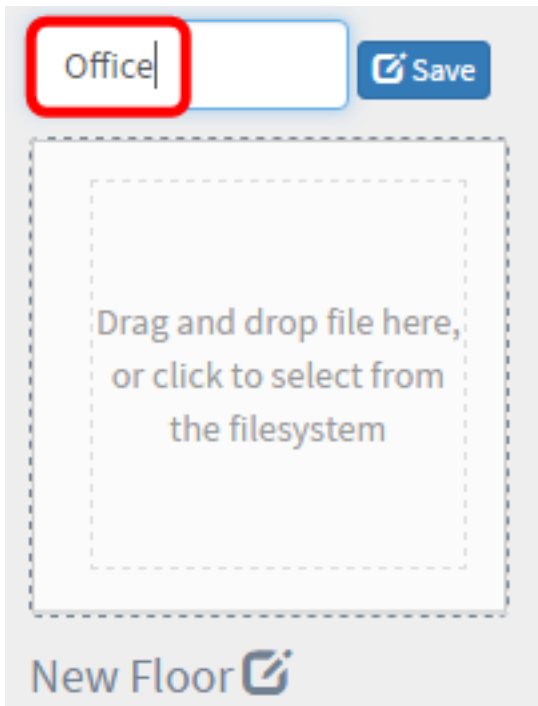 Office
Save
Drag and drop file here,
or click to select from
the filesystem
New Floor